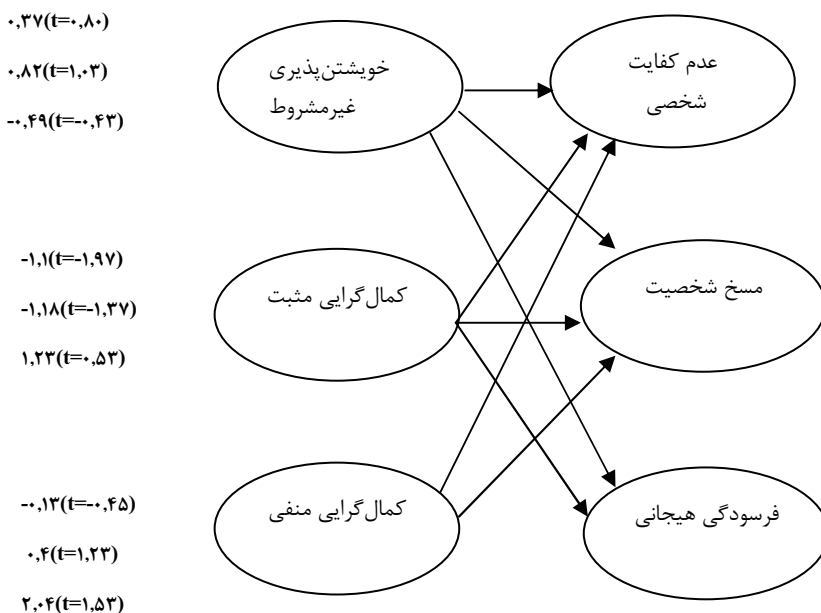 ۰,۳۷(t=۰,۸۰)
۰,۸۲(t=۱,۰۳)
-۰,۴۹(t=-۰,۴۳)
خویشتن‌پذیری
غیرمشروط
عدم کفایت
شخصی
-۱,۱(t=-۱,۹۷)
-۱,۱۸(t=-۱,۳۷)
۱,۲۳(t=۰,۵۳)
کمال‌گرایی مثبت
مسخ شخصیت
-۰,۱۳(t=-۰,۴۵)
۰,۴(t=۱,۲۳)
۲,۰۴(t=۱,۵۳)
کمال‌گرایی منفی
فرسودگی هیجانی